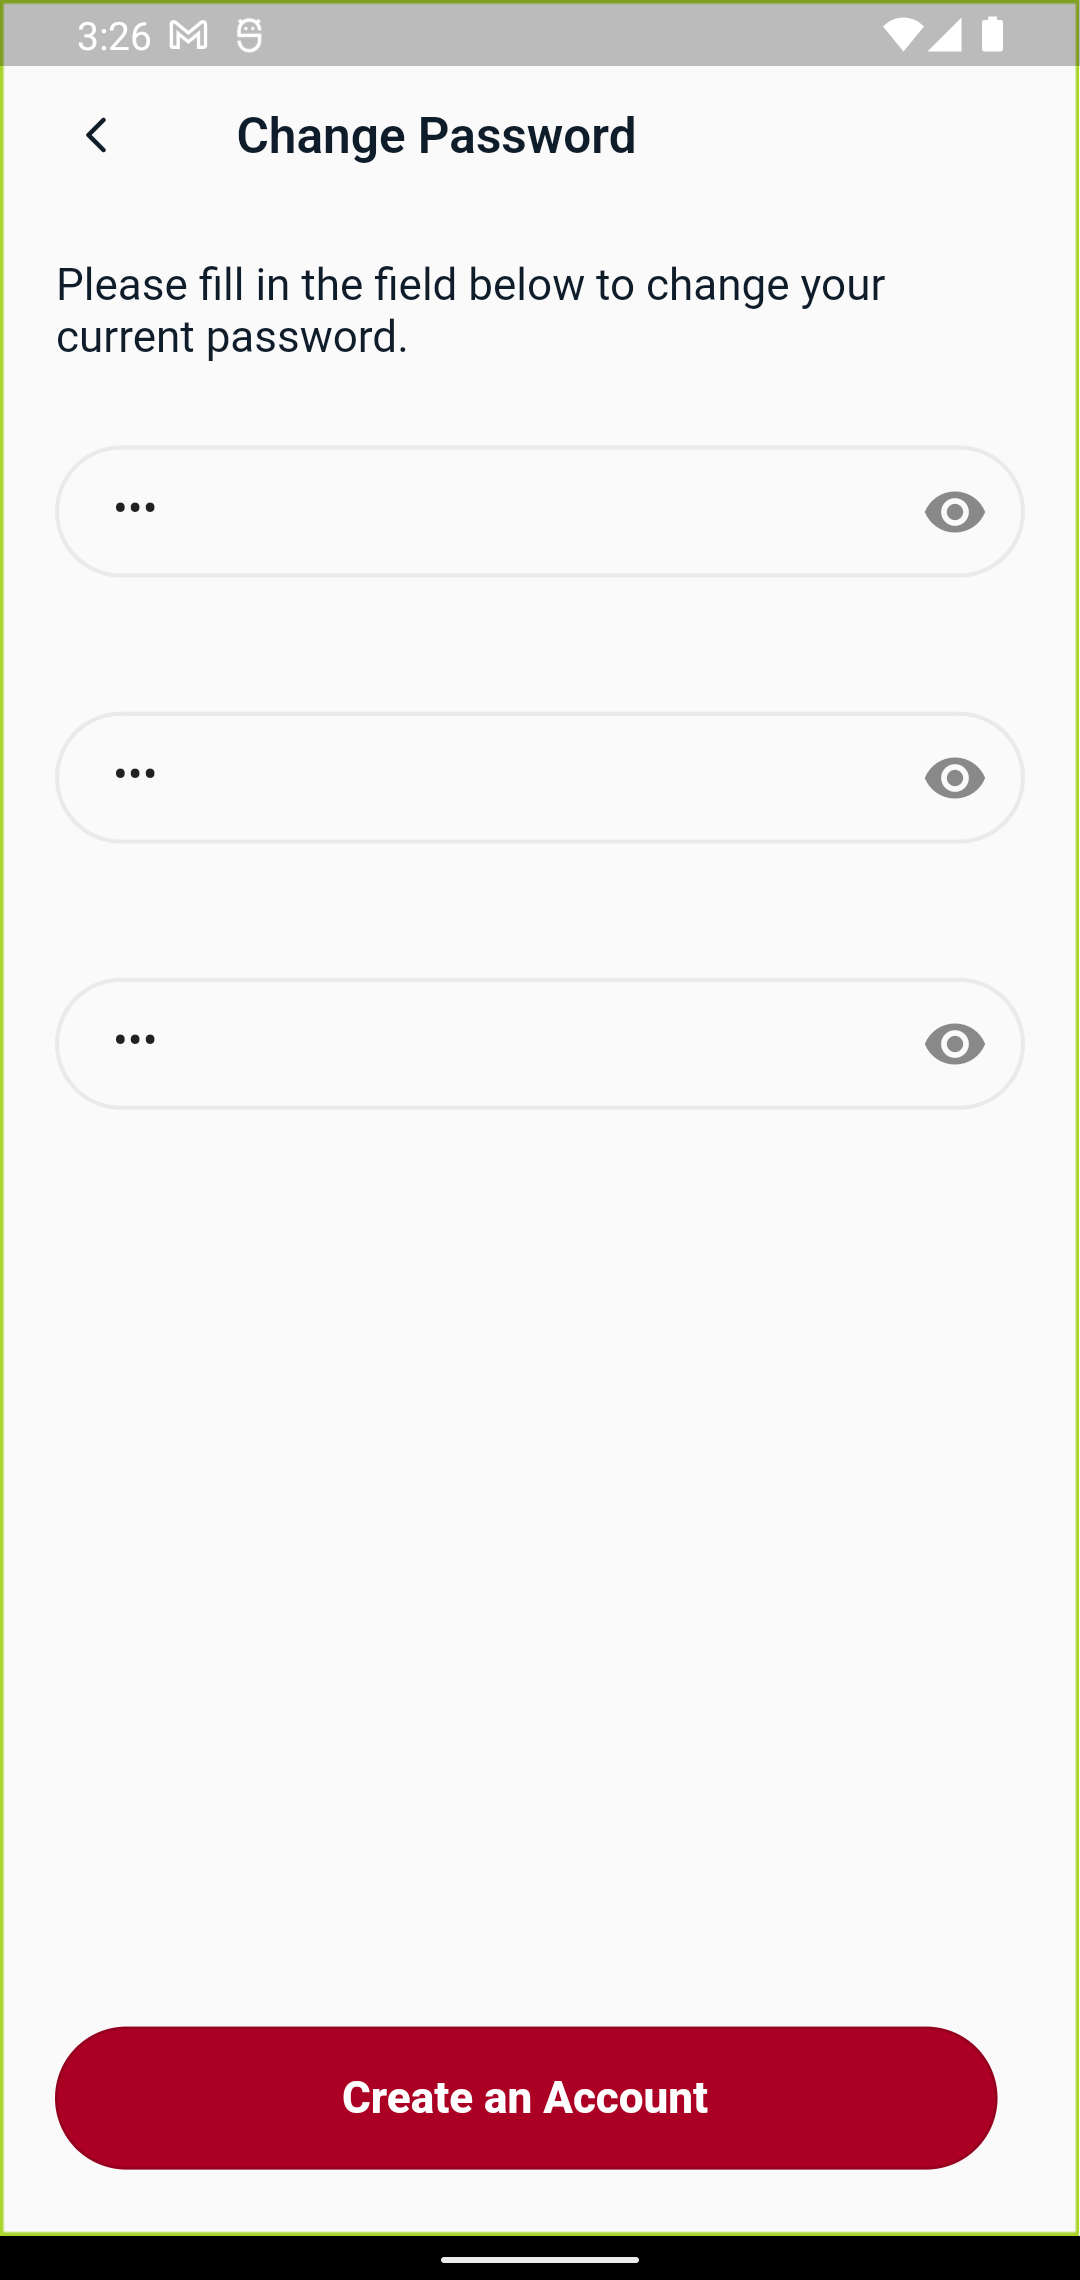 3:26
Change Password
Please fill in the field below to change your
current password.
•••
•••
•••
Create an Account